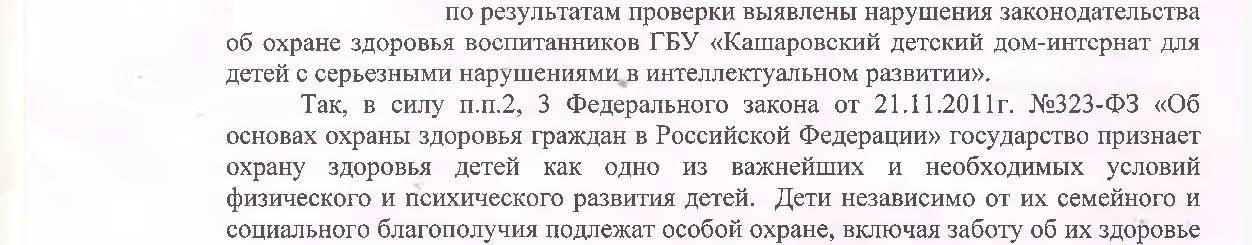 по результатам проверки выявлены нарушения законодательства
об охране здоровья воспитанников ГБУ «Кашаровский детский дом-интернат для
детей с серьезными нарушениями в интеллектуальном развитии».
Так, в силу п.п.2, 3 Федерального закона от 21.11.2011г. №323-ФЗ «Об
основах охраны здоровья граждан в Российской Федерации» государство признает
охрану здоровья детей как одно из важнейших и необходимых условий
физического и психического развития детей. Дети независимо от их семейного и
социального благополучия подлежат особой охране, включая заботу об их здоровье